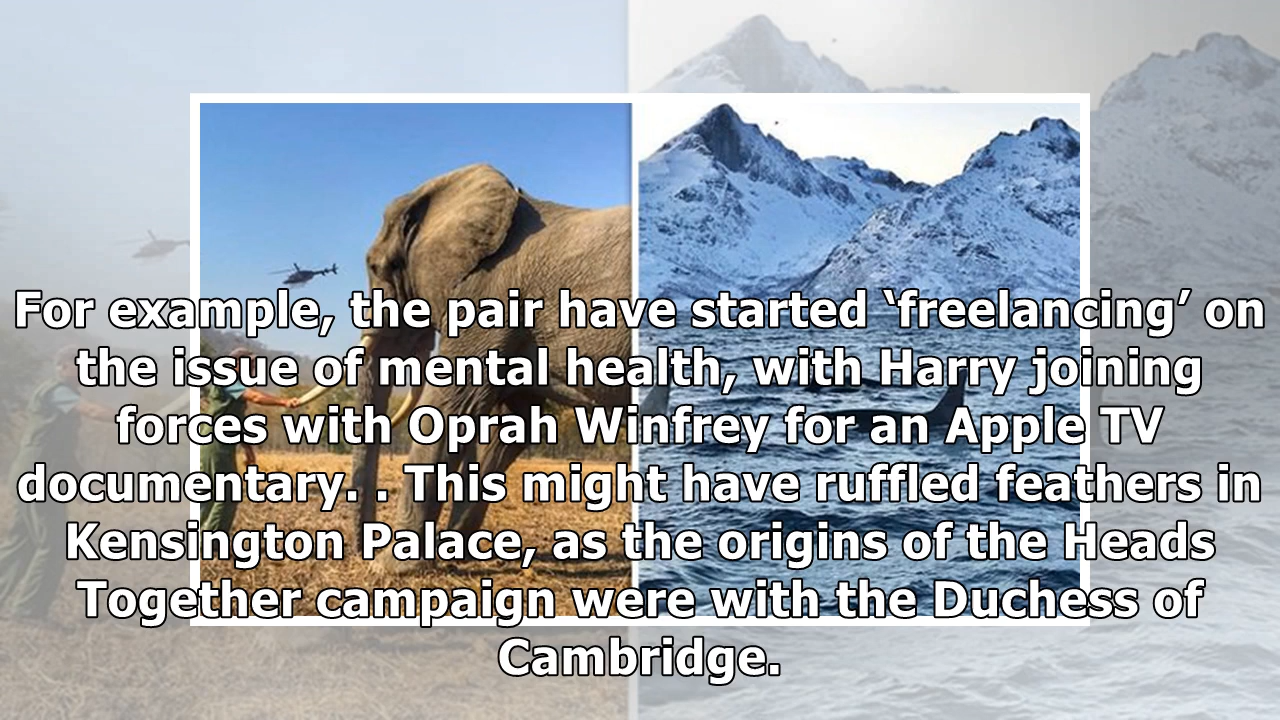 For example, the pair have started ‘freelancing’ on
the issue of mental health, with Harry joining
forces with Oprah Winfrey for an Apple TV
documentary. . This might have ruffled feathers in
Kensington Palace, as the origins of the Heads
Together campaign were with the Duchess of
Cambridge.